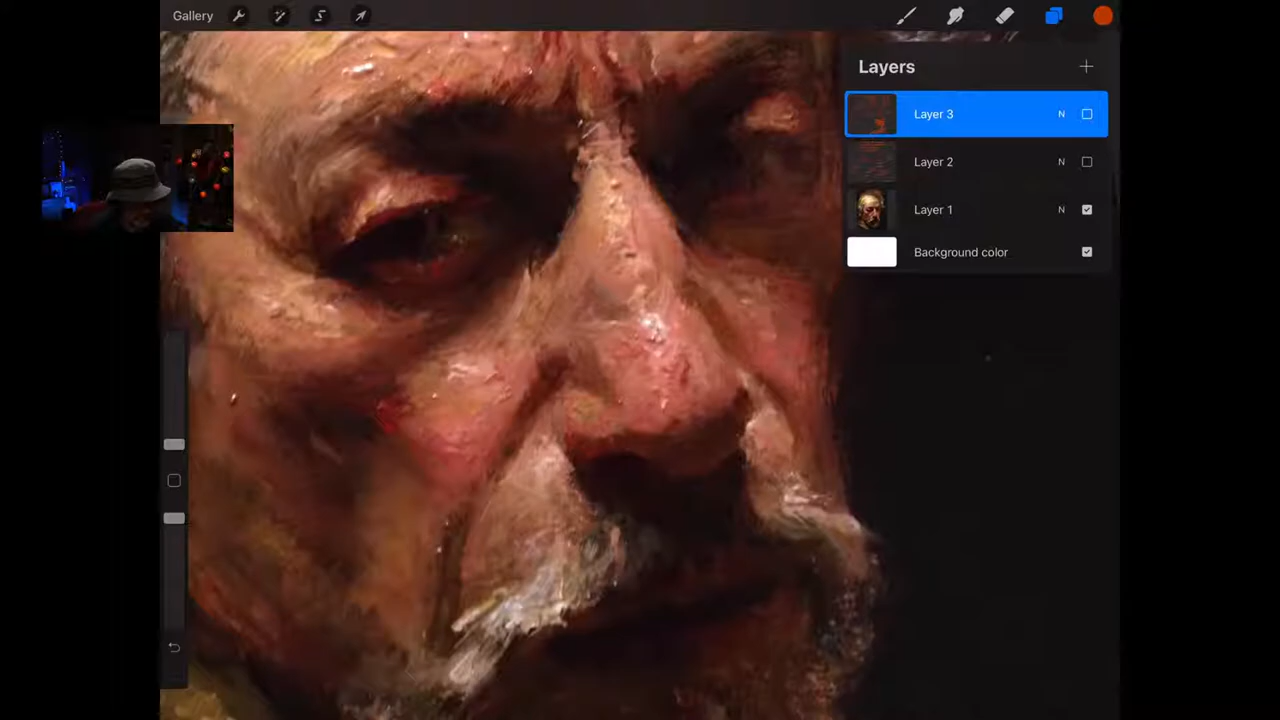 Gallery
Layers
Layer 3 N
Layer 2 N
Layer 1 N
Background color